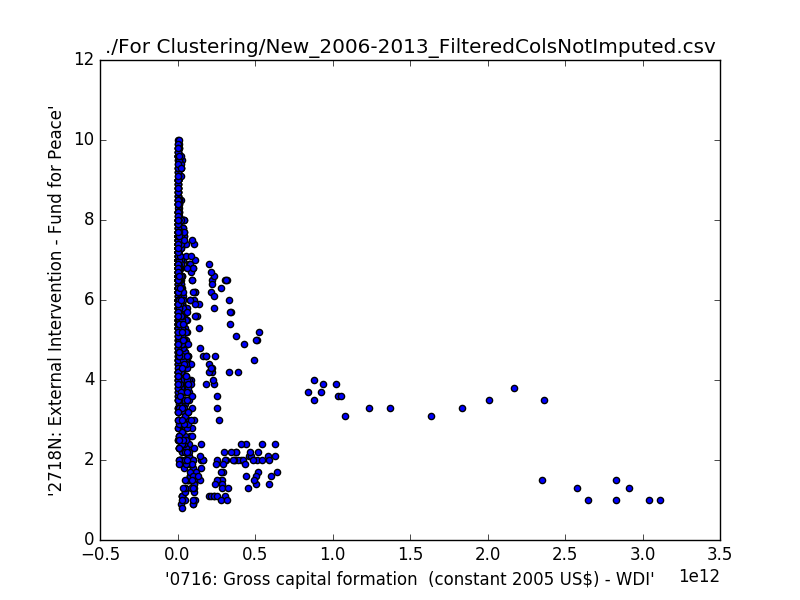 ./For Clustering/New_2006-2013_FilteredColsNotImputed.csv
12
10
8
6
4
2
0
'2718N: External Intervention - Fund for Peace'
−0.5 0.0 0.5 1.0 1.5 2.0 2.5 3.0 3.5
'0716: Gross capital formation  (constant 2005 US$) - WDI' 1e12